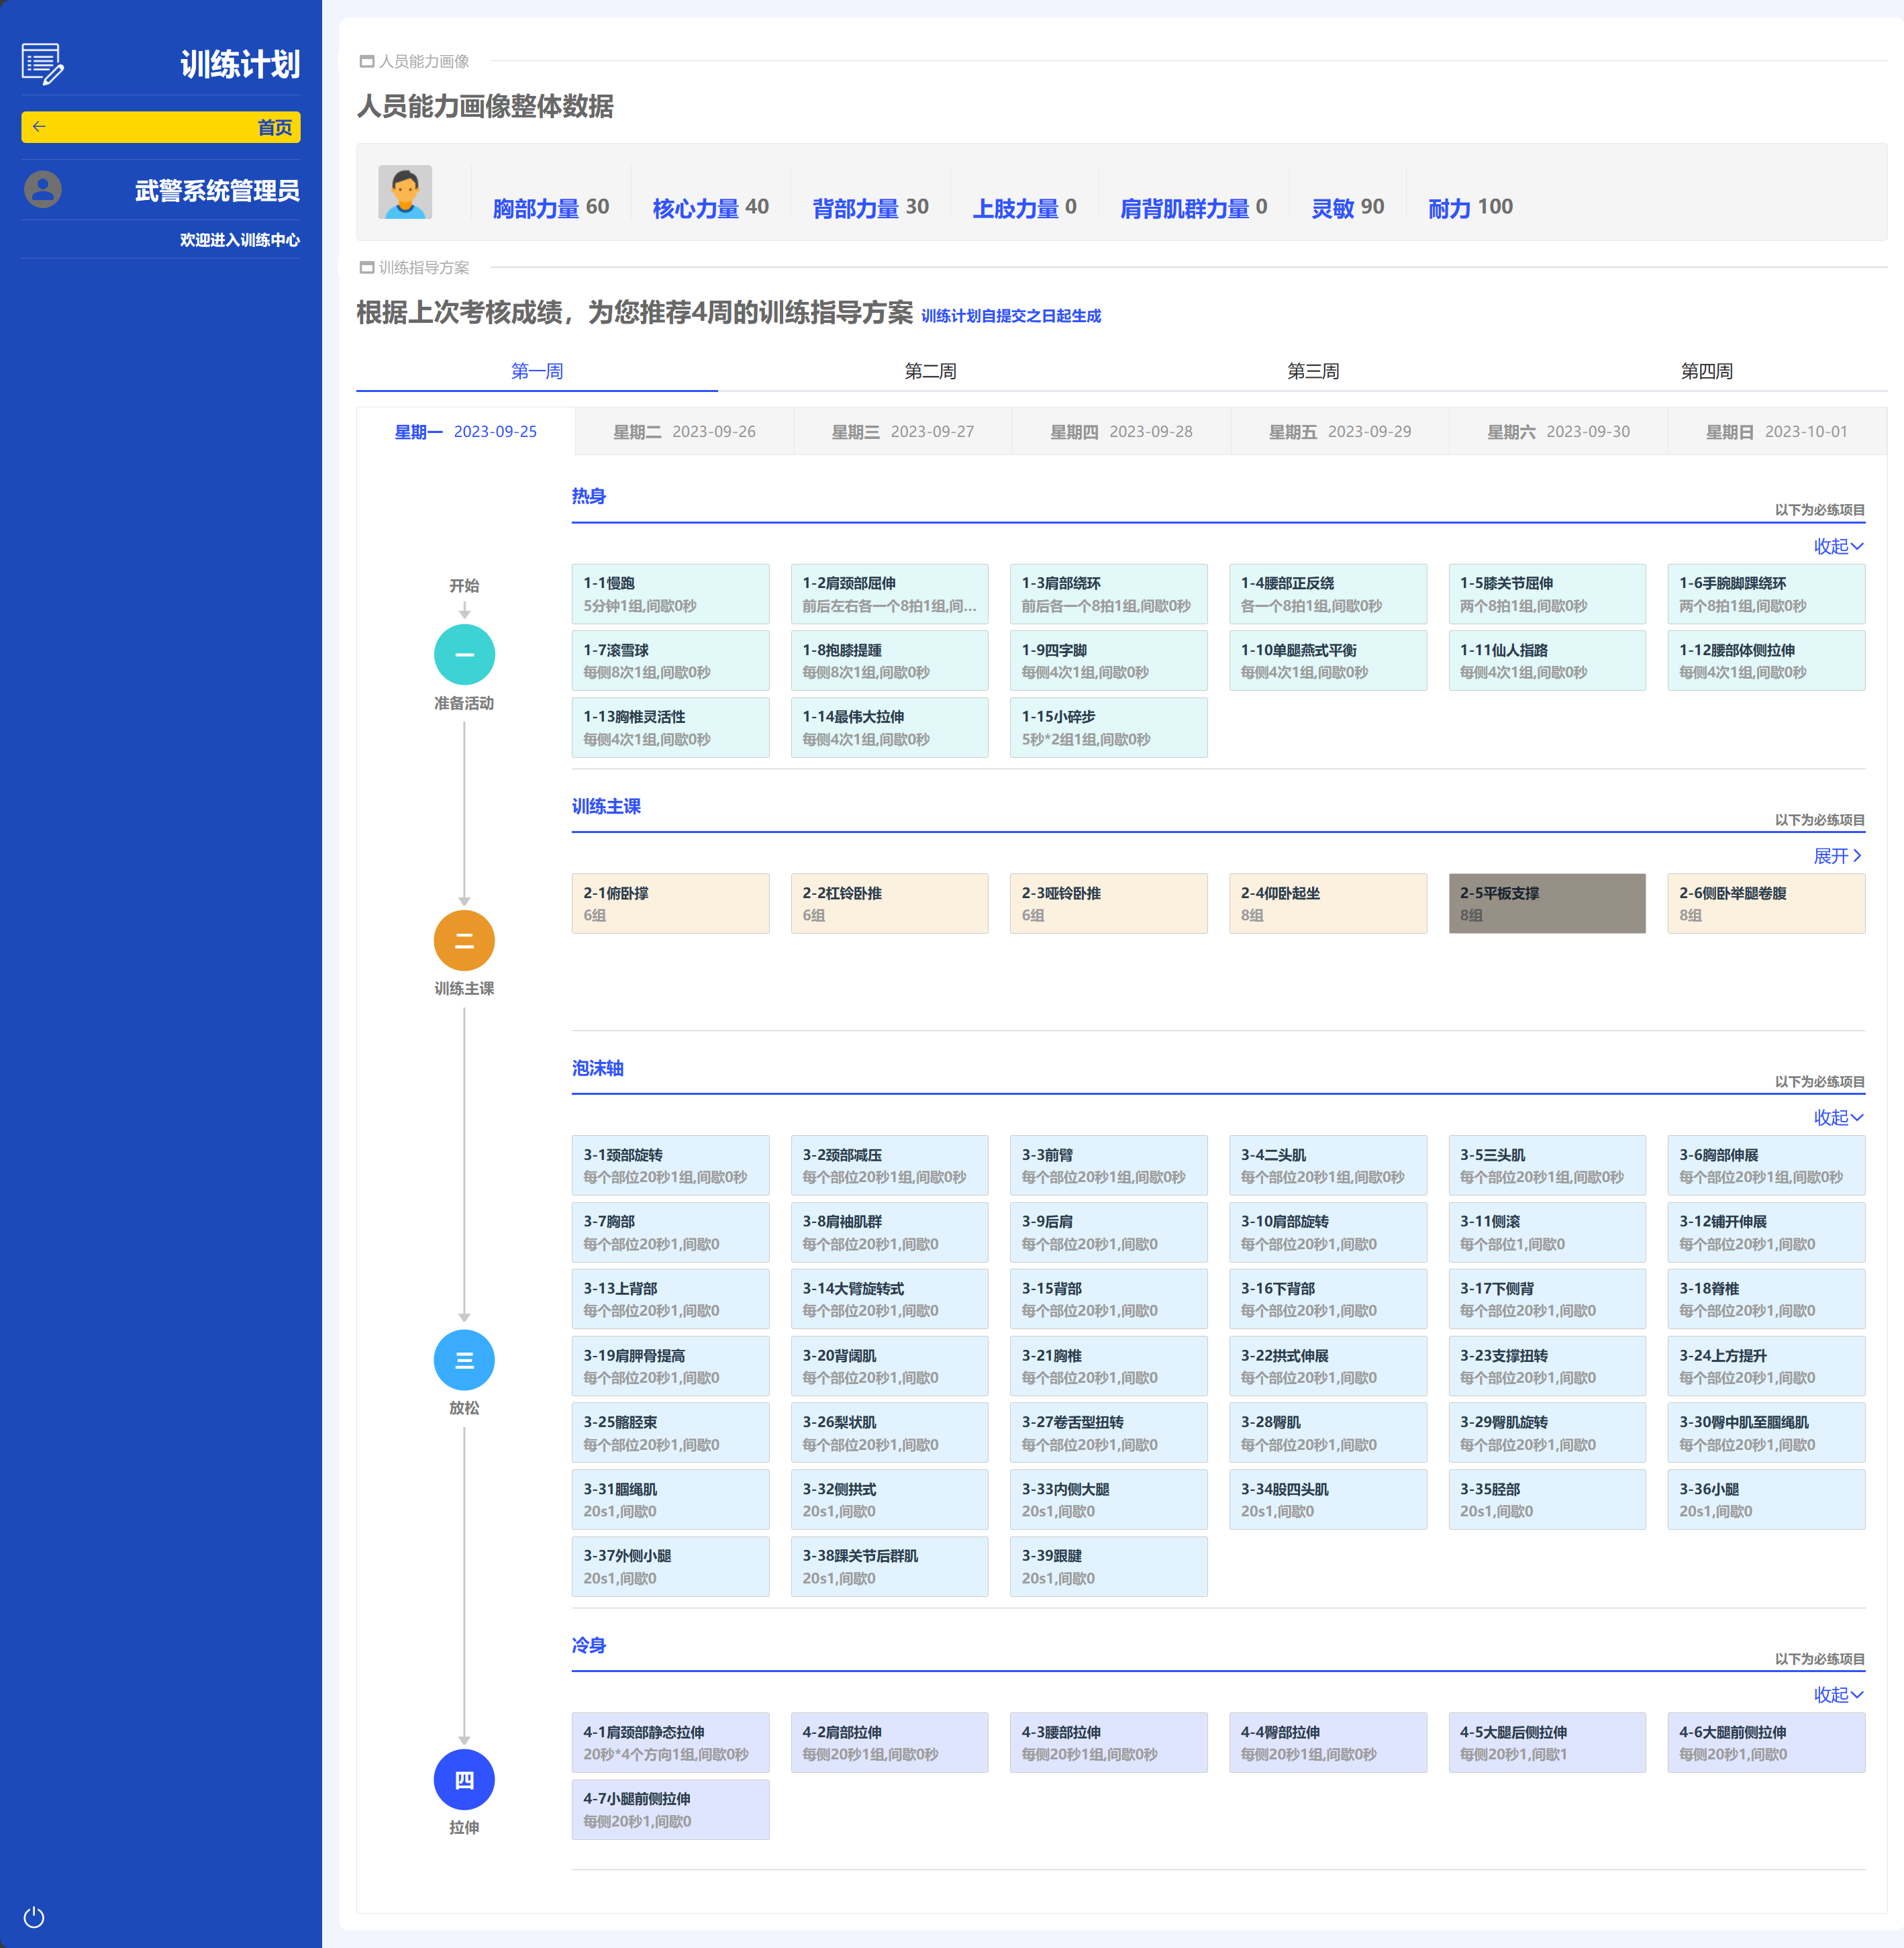 训练计划
首页
武警系统管理员
欢迎进入训练中心
人员能力画像
人员能力画像整体数据
胸部力量 60 核心力量 40 背部力量 30 上肢力量 0 肩背肌群力量 0 灵敏 90 耐力 100
训练指导方案
根据上次考核成绩，为您推荐4周的训练指导方案 训练计划自提交之日起生成
第一周 第二周 第三周 第四周
星期一 2023-09-25 星期二 2023-09-26 星期三 2023-09-27 星期四 2023-09-28 星期五 2023-09-29 星期六 2023-09-30 星期日 2023-10-01
开始
一
准备活动
二
训练主课
三
放松
四
拉伸
热身
以下为必练项目
收起
1-1慢跑 1-2肩颈部屈伸 1-3肩部绕环 1-4腰部正反绕 1-5膝关节屈伸 1-6手腕脚踝绕环
5分钟1组,间歇0秒 前后左右各一个8拍1组,间... 前后各一个8拍1组,间歇0秒 各一个8拍1组,间歇0秒 两个8拍1组,间歇0秒 两个8拍1组,间歇0秒
1-7滚雪球 1-8抱膝提踵 1-9四字脚 1-10单腿燕式平衡 1-11仙人指路 1-12腰部体侧拉伸
每侧8次1组,间歇0秒 每侧8次1组,间歇0秒 每侧4次1组,间歇0秒 每侧4次1组,间歇0秒 每侧4次1组,间歇0秒 每侧4次1组,间歇0秒
1-13胸椎灵活性 1-14最伟大拉伸 1-15小碎步
每侧4次1组,间歇0秒 每侧4次1组,间歇0秒 5秒*2组1组,间歇0秒
训练主课
以下为必练项目
展开
2-1俯卧撑 2-2杠铃卧推 2-3哑铃卧推 2-4仰卧起坐 2-5平板支撑 2-6侧卧举腿卷腹
6组 6组 6组 8组 8组 8组
泡沫轴
以下为必练项目
收起
3-1颈部旋转 3-2颈部减压 3-3前臂 3-4二头肌 3-5三头肌 3-6胸部伸展
每个部位20秒1组,间歇0秒 每个部位20秒1组,间歇0秒 每个部位20秒1组,间歇0秒 每个部位20秒1组,间歇0秒 每个部位20秒1组,间歇0秒 每个部位20秒1组,间歇0秒
3-7胸部 3-8肩袖肌群 3-9后肩 3-10肩部旋转 3-11侧滚 3-12铺开伸展
每个部位20秒1,间歇0 每个部位20秒1,间歇0 每个部位20秒1,间歇0 每个部位20秒1,间歇0 每个部位1,间歇0 每个部位20秒1,间歇0
3-13上背部 3-14大臂旋转式 3-15背部 3-16下背部 3-17下侧背 3-18脊椎
每个部位20秒1,间歇0 每个部位20秒1,间歇0 每个部位20秒1,间歇0 每个部位20秒1,间歇0 每个部位20秒1,间歇0 每个部位20秒1,间歇0
3-19肩胛骨提高 3-20背阔肌 3-21胸椎 3-22拱式伸展 3-23支撑扭转 3-24上方提升
每个部位20秒1,间歇0 每个部位20秒1,间歇0 每个部位20秒1,间歇0 每个部位20秒1,间歇0 每个部位20秒1,间歇0 每个部位20秒1,间歇0
3-25髂胫束 3-26梨状肌 3-27卷舌型扭转 3-28臀肌 3-29臀肌旋转 3-30臀中肌至腘绳肌
每个部位20秒1,间歇0 每个部位20秒1,间歇0 每个部位20秒1,间歇0 每个部位20秒1,间歇0 每个部位20秒1,间歇0 每个部位20秒1,间歇0
3-31腘绳肌 3-32侧拱式 3-33内侧大腿 3-34股四头肌 3-35胫部 3-36小腿
20s1,间歇0 20s1,间歇0 20s1,间歇0 20s1,间歇0 20s1,间歇0 20s1,间歇0
3-37外侧小腿 3-38踝关节后群肌 3-39跟腱
20s1,间歇0 20s1,间歇0 20s1,间歇0
冷身
以下为必练项目
收起
4-1肩颈部静态拉伸 4-2肩部拉伸 4-3腰部拉伸 4-4臀部拉伸 4-5大腿后侧拉伸 4-6大腿前侧拉伸
20秒*4个方向1组,间歇0秒 每侧20秒1组,间歇0秒 每侧20秒1组,间歇0秒 每侧20秒1组,间歇0秒 每侧20秒1,间歇1 每侧20秒1,间歇0
4-7小腿前侧拉伸
每侧20秒1,间歇0